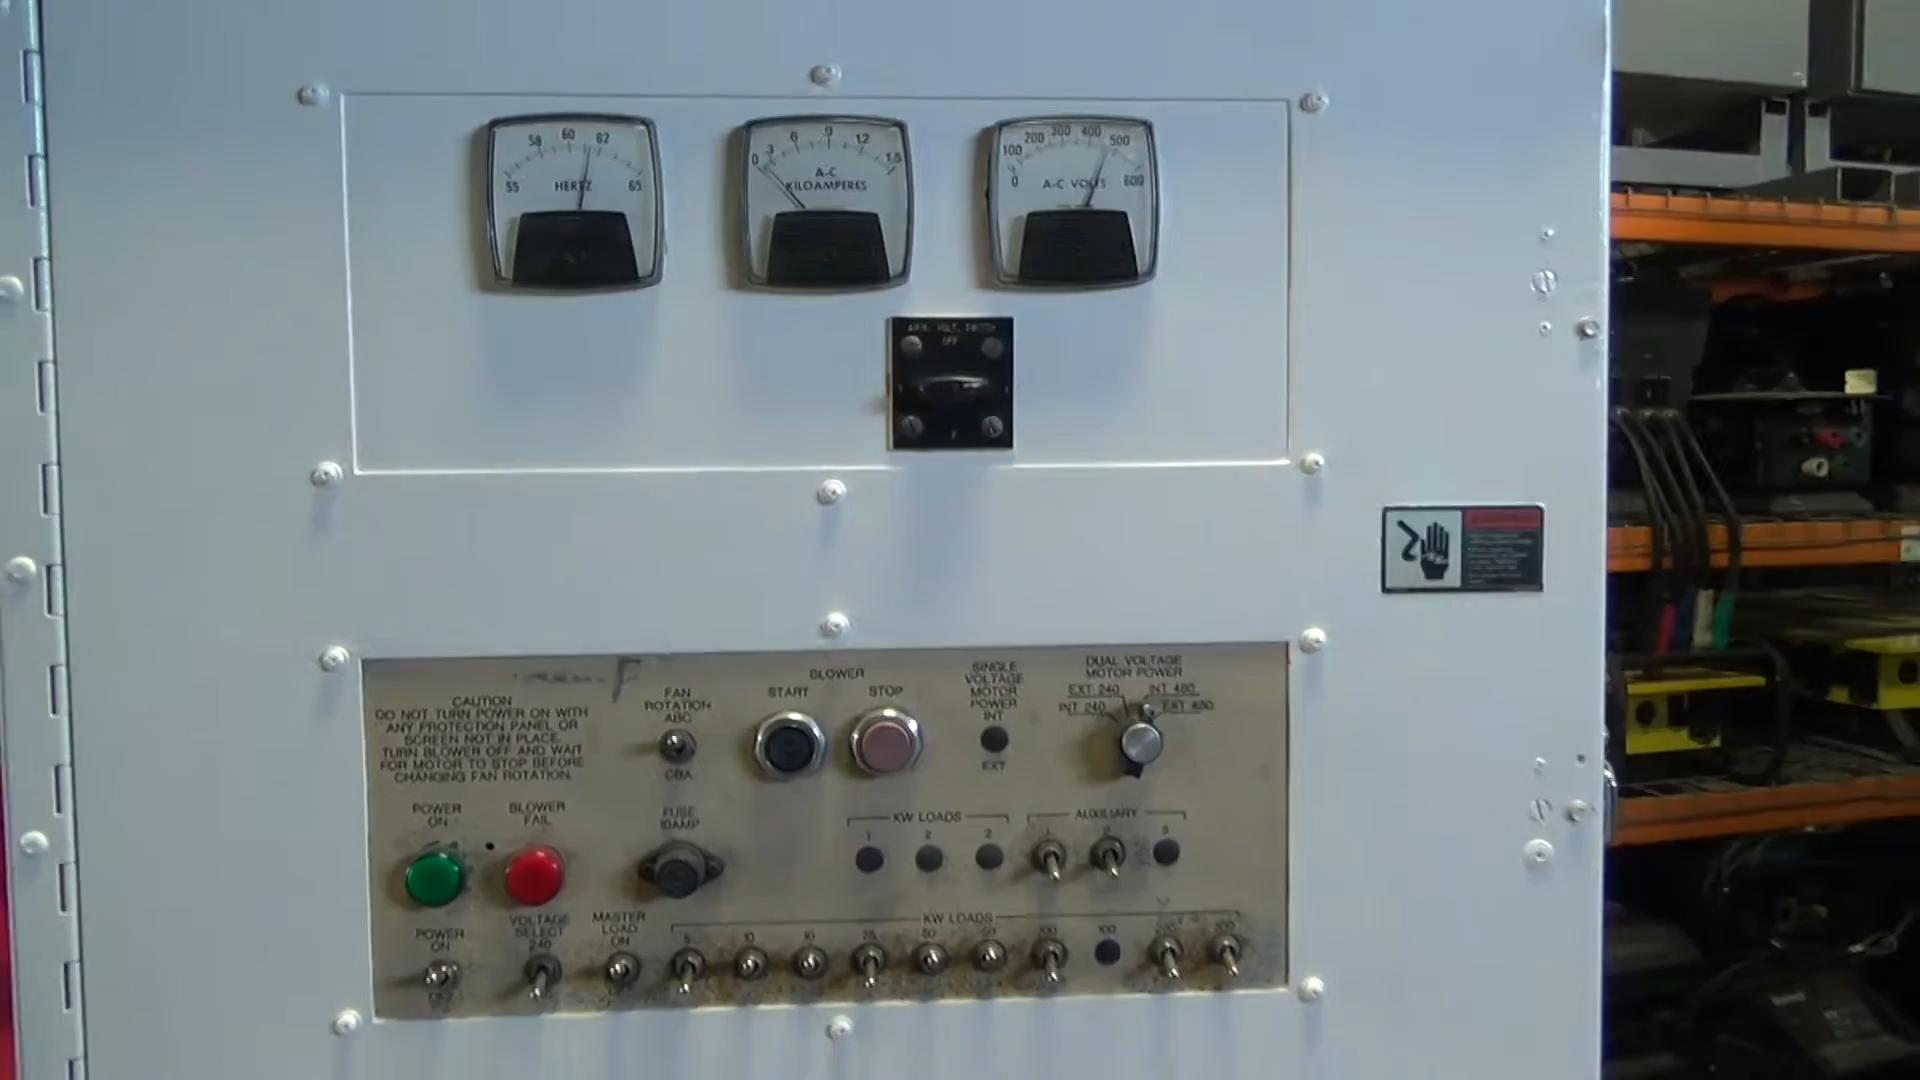 58 60 62
55 HERTZ 65
0 3 6 9 1.2 1.5
A-C
KILOAMPERES
0 100 200 300 400 500 600
A-C VOLTS
VOLT. SWITCH
OFF
CAUTION
DO NOT TURN POWER ON WITH
ANY PROTECTION PANEL OR
SCREEN NOT IN PLACE.
TURN BLOWER OFF AND WAIT
FOR MOTOR TO STOP BEFORE
CHANGING FAN ROTATION.
FAN
ROTATION
ABC
CBA
BLOWER
START STOP
SINGLE
VOLTAGE
MOTOR
POWER
INT
EXT
DUAL VOLTAGE
MOTOR POWER
EXT 240 INT 480
INT 240 EXT 480
POWER
ON
BLOWER
FAIL
FUSE
10AMP
KW LOADS
1 2 2
AUXILIARY
1 2 3
POWER
ON
VOLTAGE
SELECT
240
MASTER
LOAD
ON
KW LOADS
5 10 10 25 50 50 100 100 200